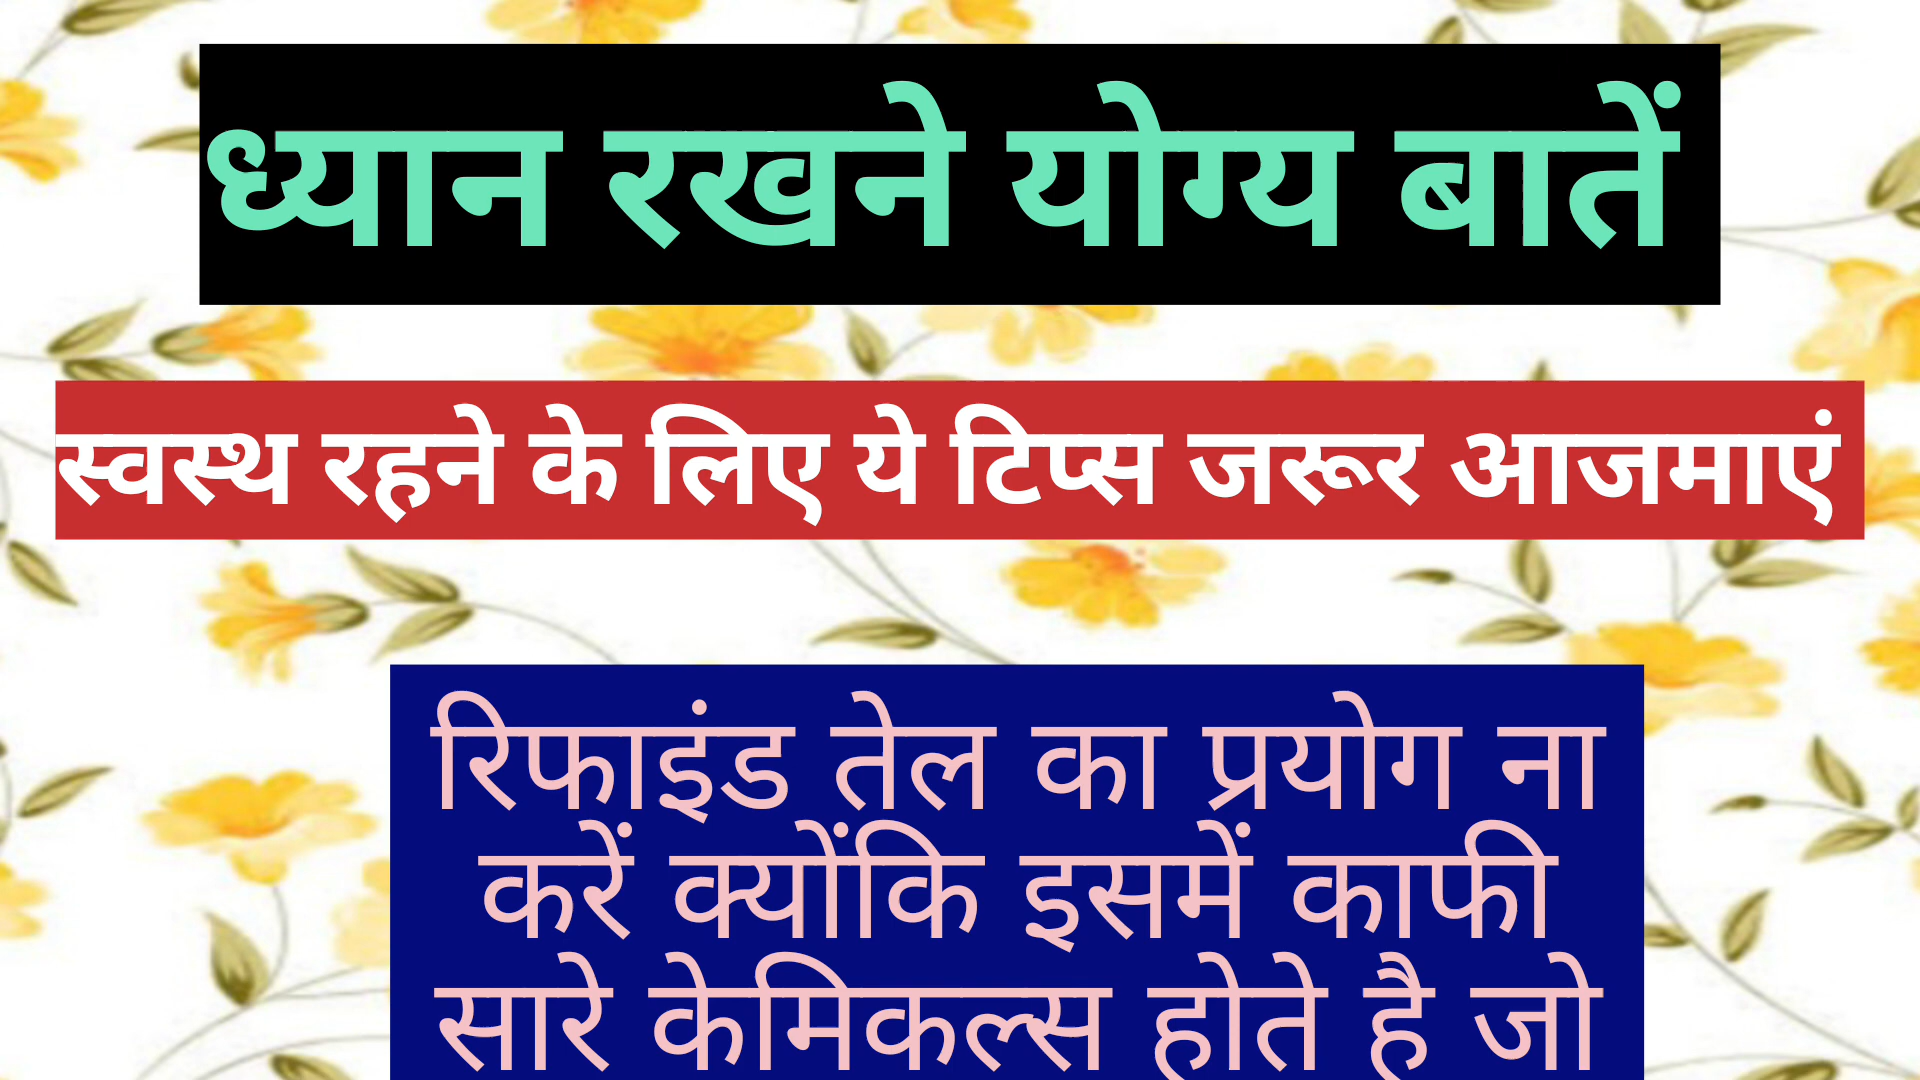 ध्यान रखने योग्य बातें
स्वस्थ रहने के लिए ये टिप्स जरूर आजमाएं
रिफाइंड तेल का प्रयोग ना
करें क्योंकि इसमें काफी
सारे केमिकल्स होते है जो